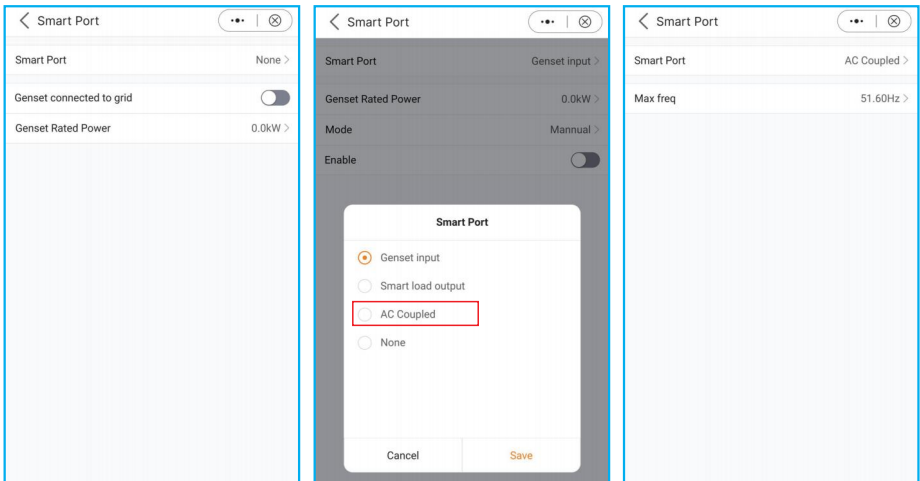 Smart Port
Smart Port None
Genset connected to grid
Genset Rated Power 0.0kW
Smart Port
Smart Port Genset input
Genset Rated Power 0.0kW
Mode Mannual
Enable
Smart Port
Genset input
Smart load output
AC Coupled
None
Cancel Save
Smart Port
Smart Port AC Coupled
Max freq 51.60Hz